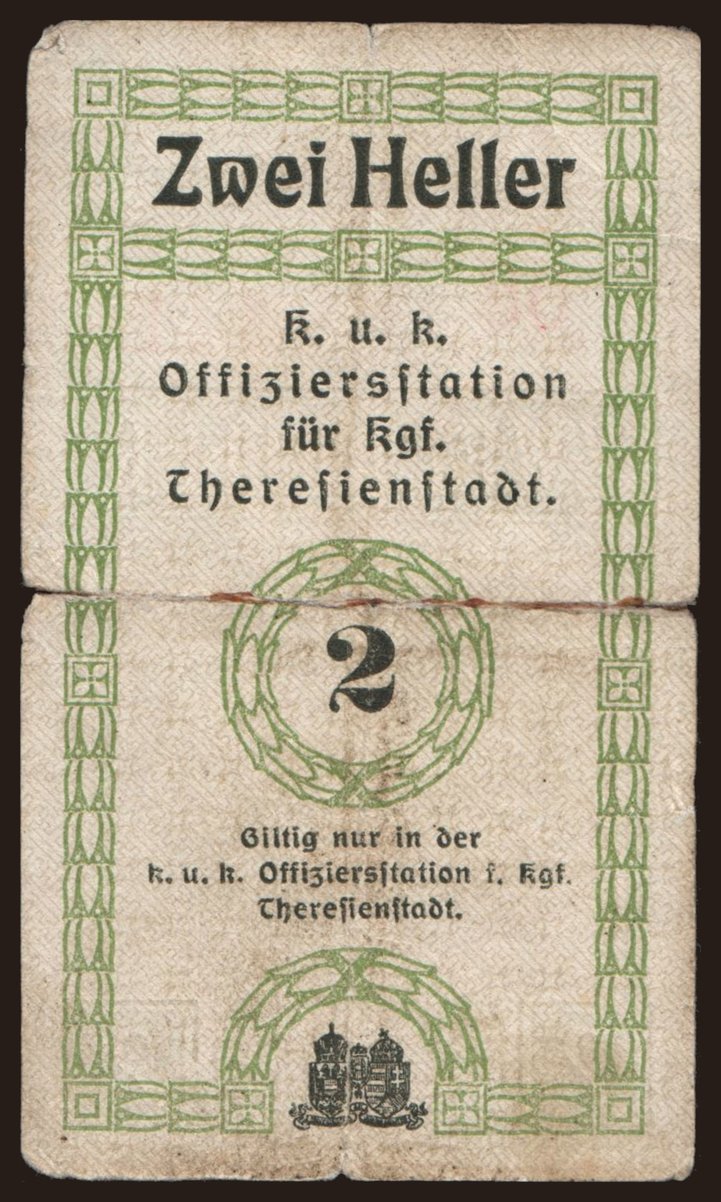 Zwei Heller
K. u. k.
Offiziersstation
für Kgf.
Theresienstadt.
2
Giltig nur in der
k. u. k. Offiziersstation f. Kgf.
Theresienstadt.